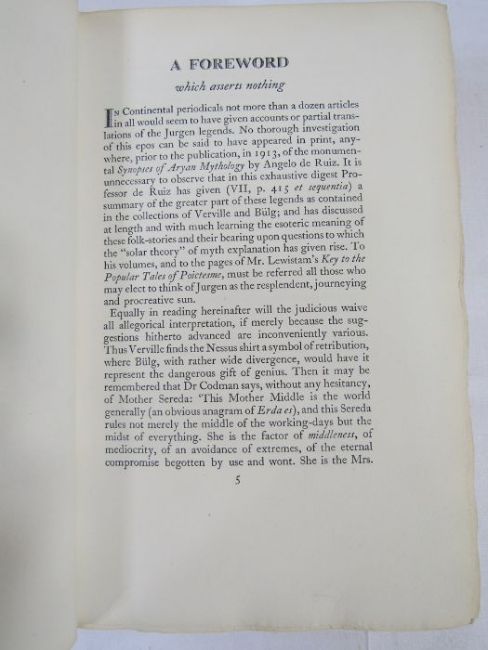 A FOREWORD
which asserts nothing
IN Continental periodicals not more than a dozen articles
in all would seem to have given accounts or partial trans-
lations of the Jurgen legends. No thorough investigation
of this epos can be said to have appeared in print, any-
where, prior to the publication, in 1913, of the monumen-
tal Synopses of Aryan Mythology by Angelo de Ruiz. It is
unnecessary to observe that in this exhaustive digest Pro-
fessor de Ruiz has given (VII, p. 415 et sequentia) a
summary of the greater part of these legends as contained
in the collections of Verville and Bülg; and has discussed
at length and with much learning the esoteric meaning of
these folk-stories and their bearing upon questions to which
the "solar theory" of myth explanation has given rise. To
his volumes, and to the pages of Mr. Lewistam's Key to the
Popular Tales of Poictesme, must be referred all those who
may elect to think of Jurgen as the resplendent, journeying
and procreative sun.
Equally in reading hereinafter will the judicious waive
all allegorical interpretation, if merely because the sug-
gestions hitherto advanced are inconveniently various.
Thus Verville finds the Nessus shirt a symbol of retribution,
where Bülg, with rather wide divergence, would have it
represent the dangerous gift of genius. Then it may be
remembered that Dr Codman says, without any hesitancy,
of Mother Sereda: 'This Mother Middle is the world
generally (an obvious anagram of Erda es), and this Sereda
rules not merely the middle of the working-days but the
midst of everything. She is the factor of middleness, of
mediocrity, of an avoidance of extremes, of the eternal
compromise begotten by use and wont. She is the Mrs.
5